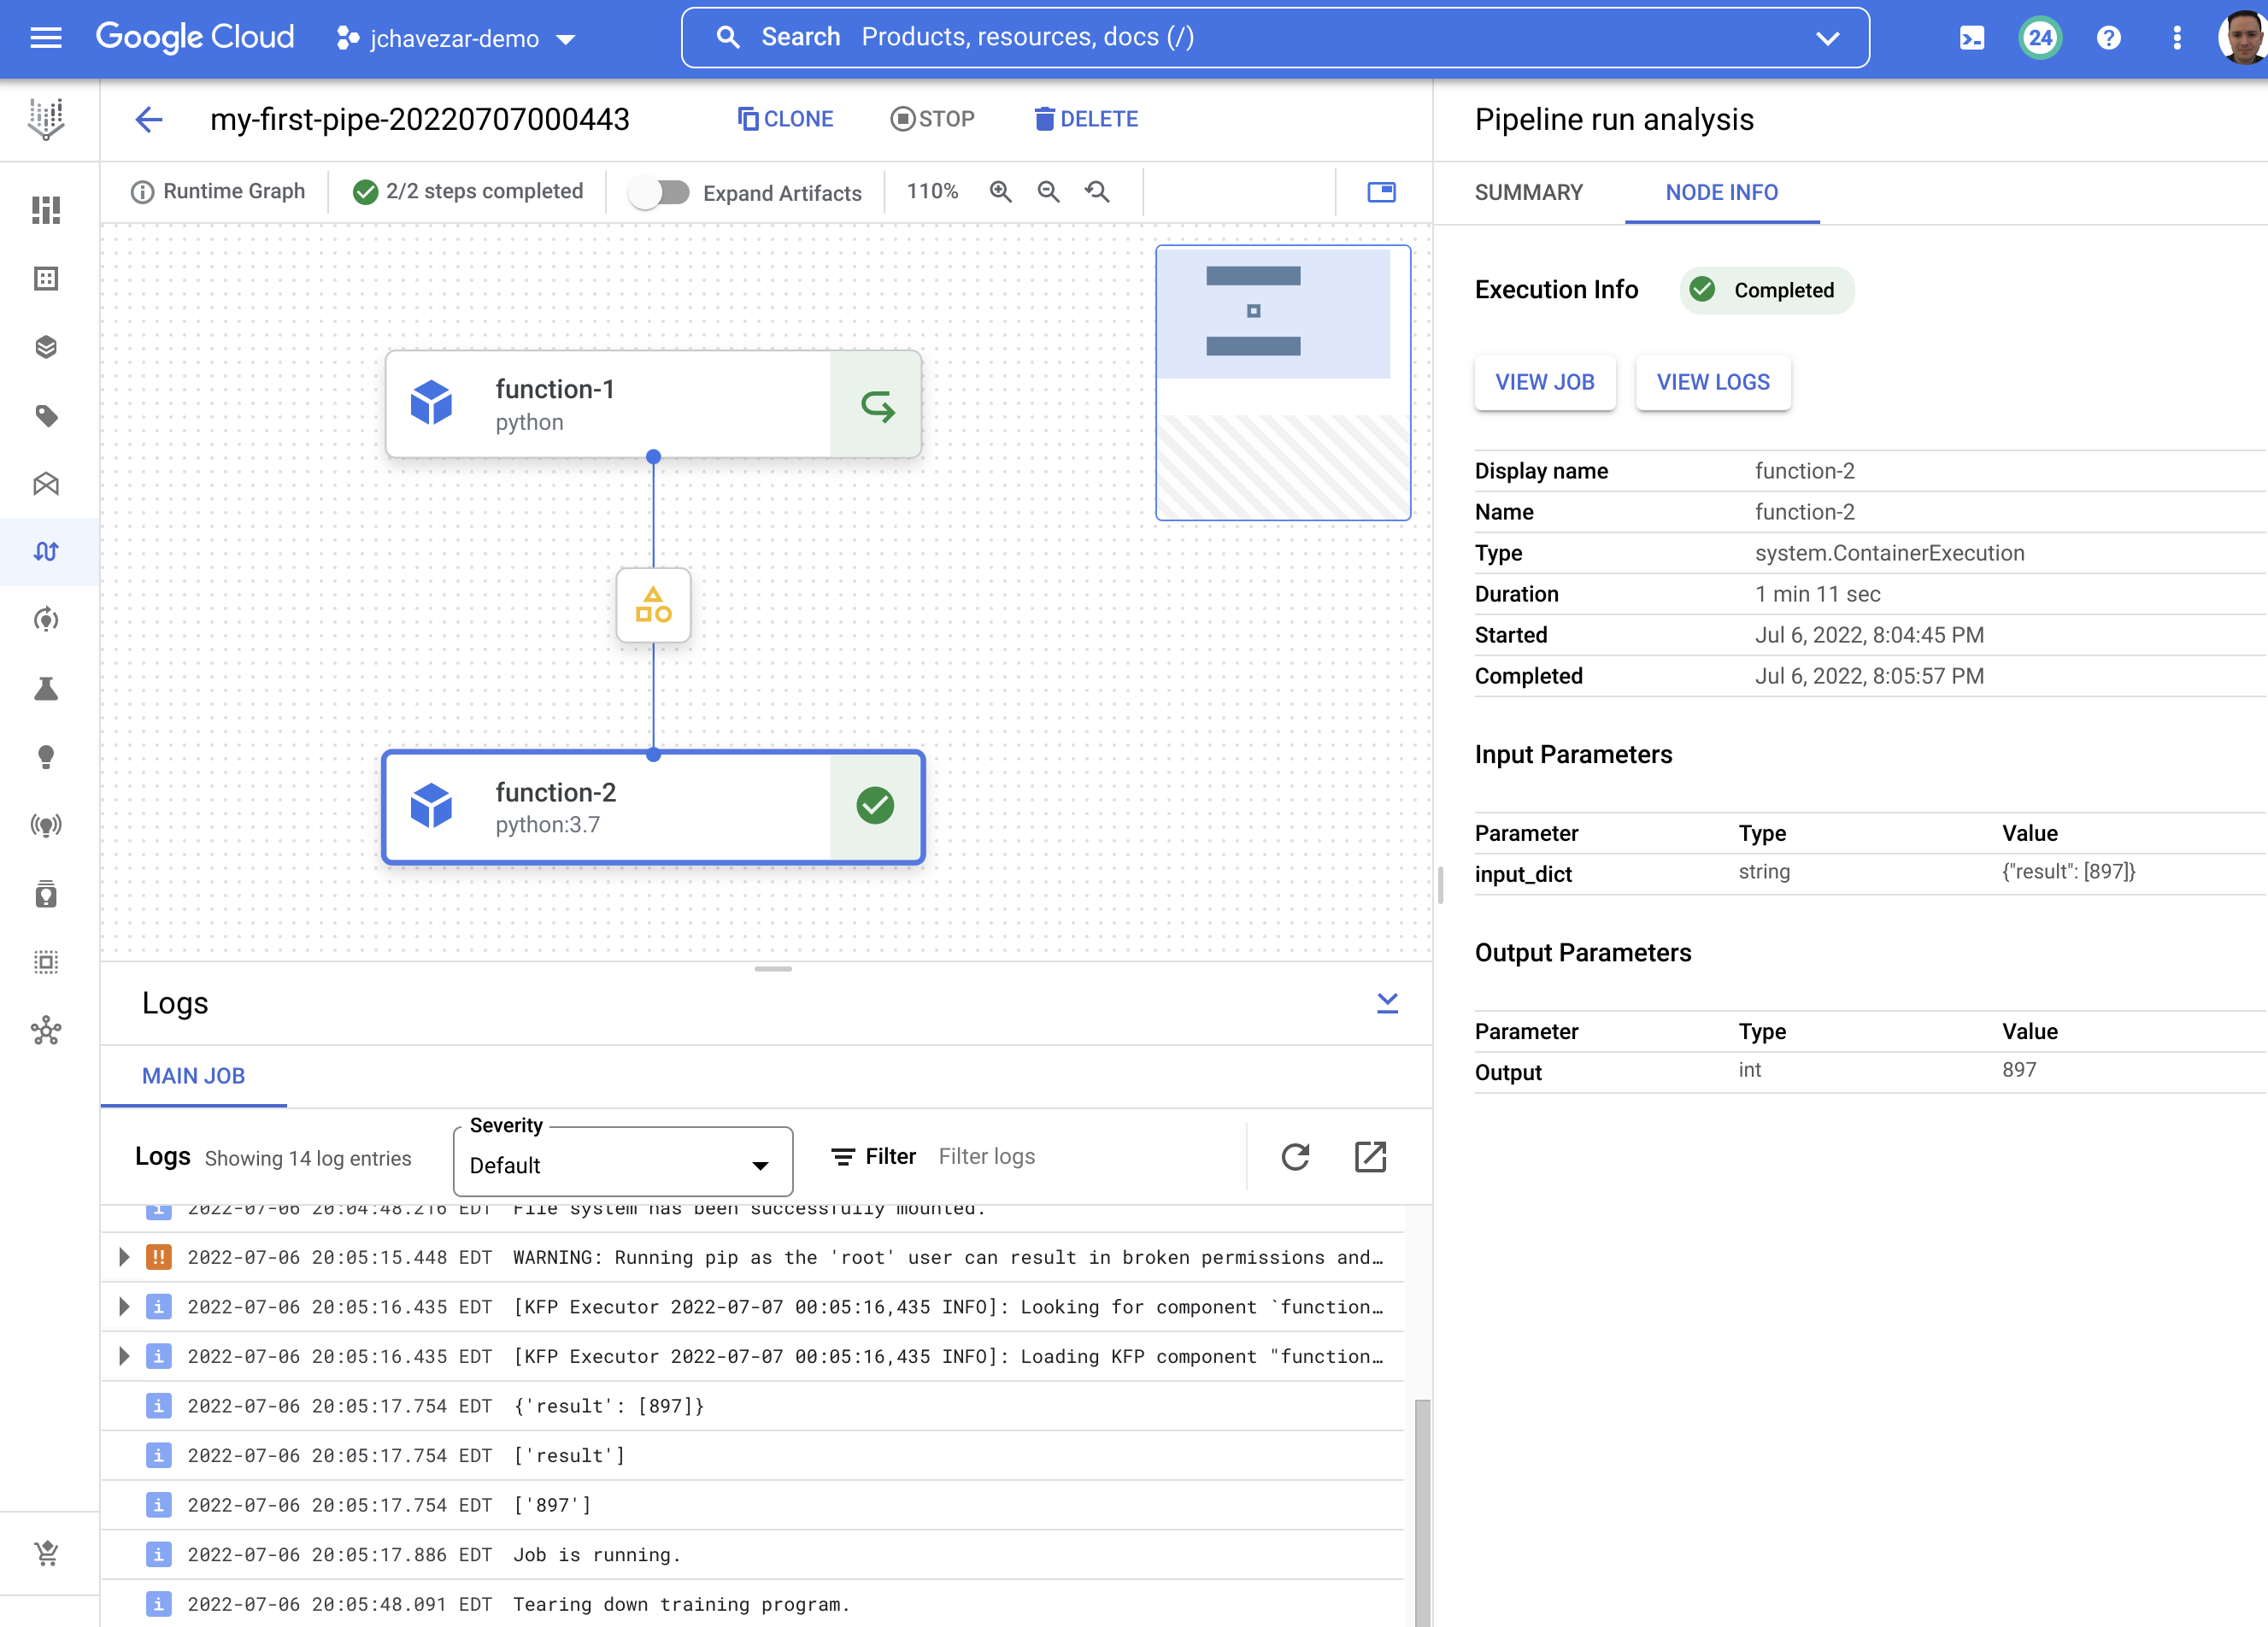 Google Cloud
jchavezar-demo
Search Products, resources, docs (/)
24
my-first-pipe-20220707000443
CLONE
STOP
DELETE
Pipeline run analysis
Runtime Graph
2/2 steps completed
Expand Artifacts
110%
SUMMARY
NODE INFO
function-1
python
function-2
python:3.7
Execution Info
Completed
VIEW JOB
VIEW LOGS
Display name function-2
Name function-2
Type system.ContainerExecution
Duration 1 min 11 sec
Started Jul 6, 2022, 8:04:45 PM
Completed Jul 6, 2022, 8:05:57 PM
Input Parameters
Parameter Type Value
input_dict string {"result": [897]}
Output Parameters
Parameter Type Value
Output int 897
Logs
MAIN JOB
Logs Showing 14 log entries
Severity
Default
Filter Filter logs
i 2022-07-06 20:04:48.216 EDT File system has been successfully mounted.
!! 2022-07-06 20:05:15.448 EDT WARNING: Running pip as the 'root' user can result in broken permissions and…
i 2022-07-06 20:05:16.435 EDT [KFP Executor 2022-07-07 00:05:16,435 INFO]: Looking for component `function…
i 2022-07-06 20:05:16.435 EDT [KFP Executor 2022-07-07 00:05:16,435 INFO]: Loading KFP component "function…
i 2022-07-06 20:05:17.754 EDT {'result': [897]}
i 2022-07-06 20:05:17.754 EDT ['result']
i 2022-07-06 20:05:17.754 EDT ['897']
i 2022-07-06 20:05:17.886 EDT Job is running.
i 2022-07-06 20:05:48.091 EDT Tearing down training program.